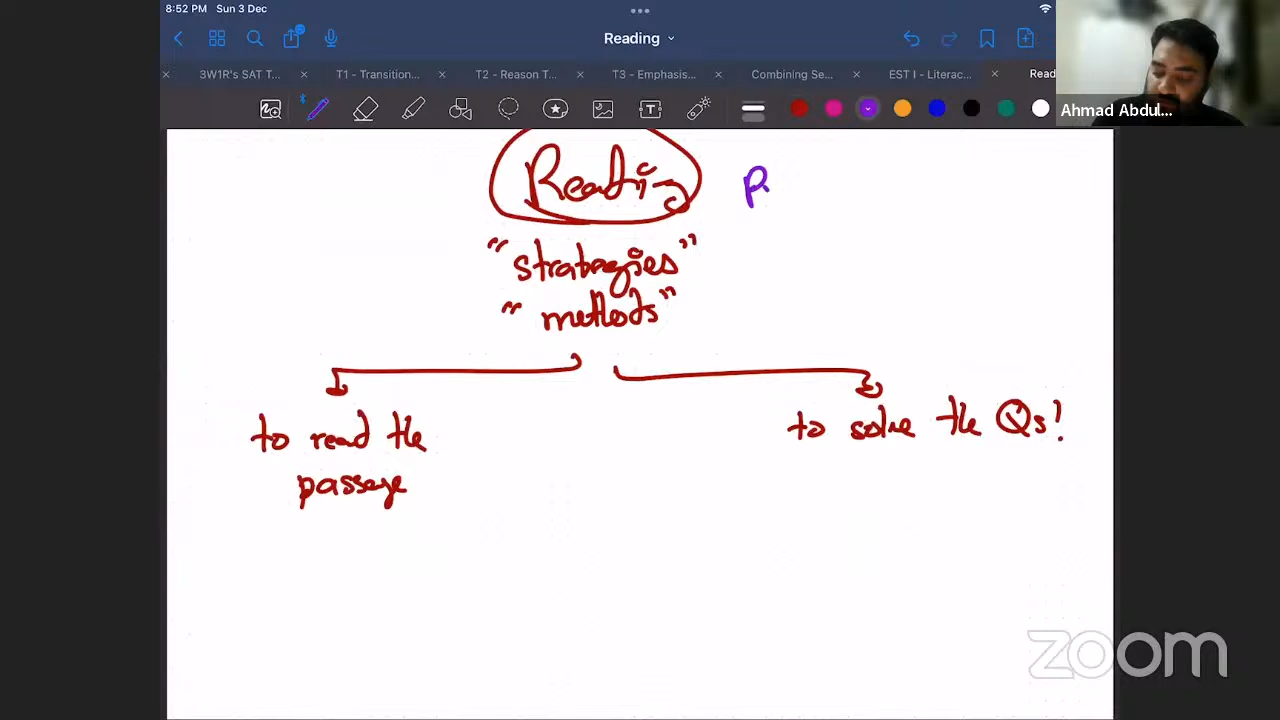 8:52 PM Sun 3 Dec
Reading
3W1R's SAT T...
T1 - Transition...
T2 - Reason T...
T3 - Emphasis...
Combining Se...
EST I - Literac...
Read
Ahmad Abdul...
Reading P
"strategies"
"methods"
to read the
passage
to solve the Qs!
zoom